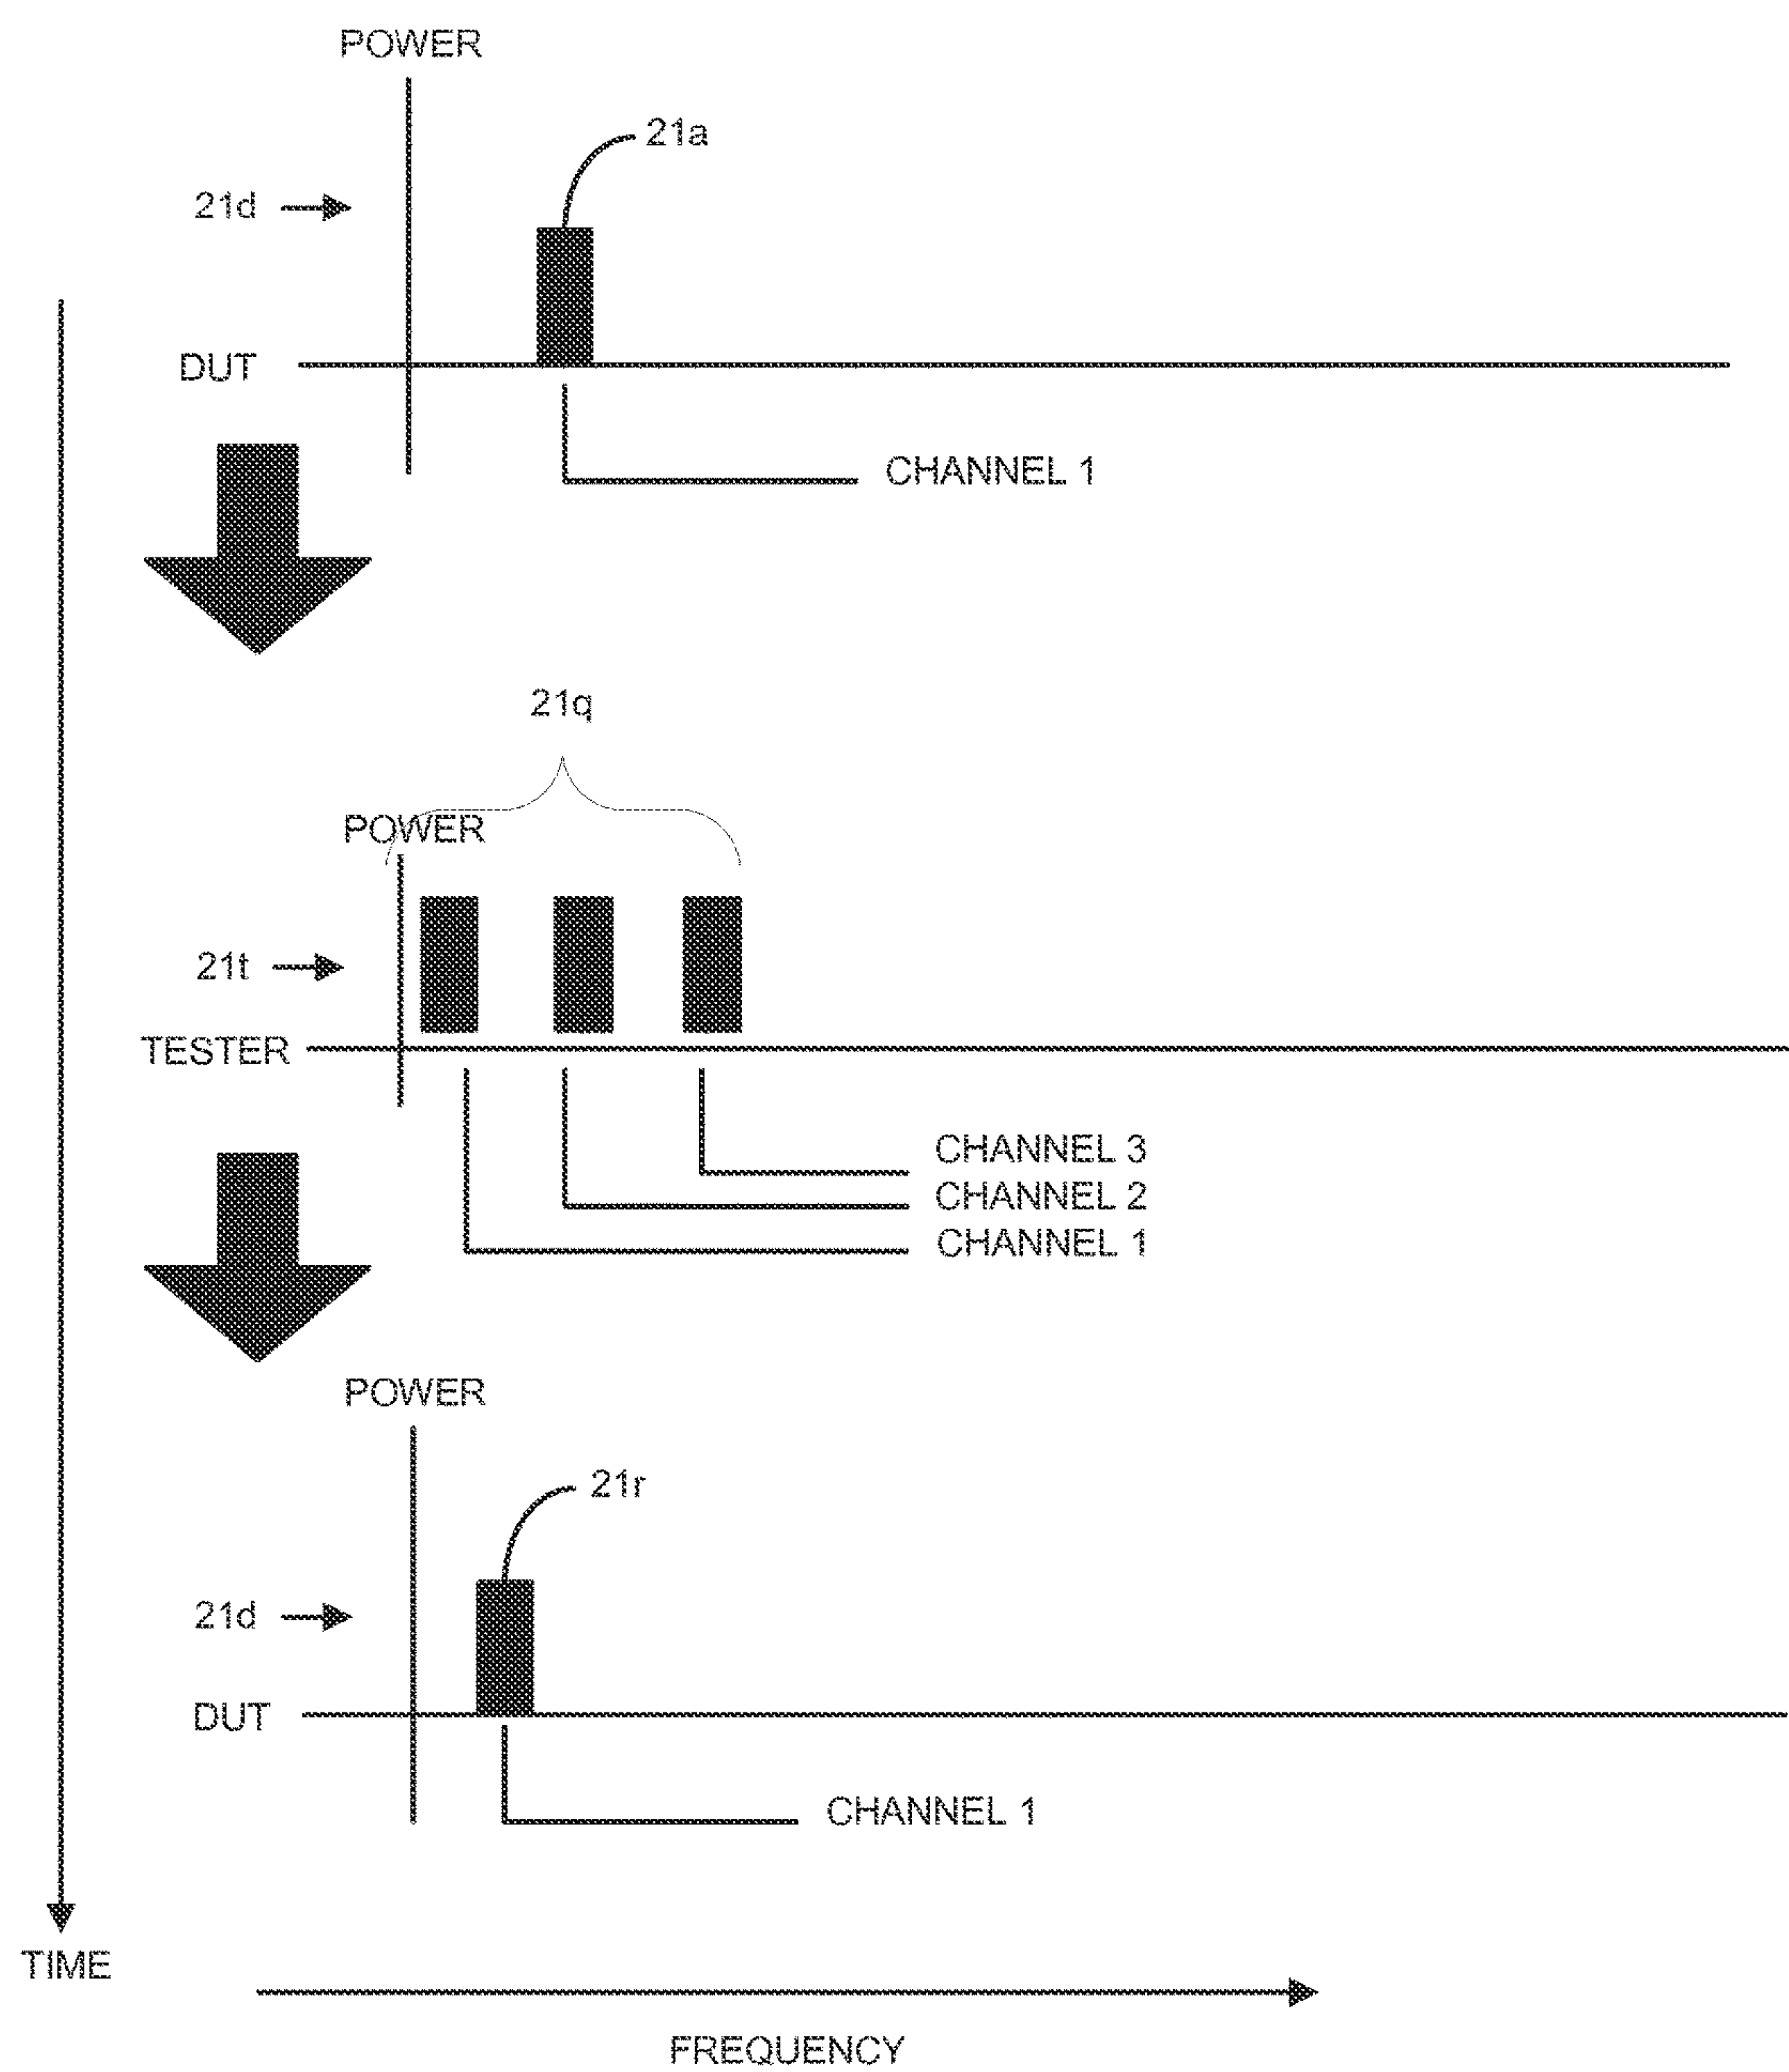 POWER
21a
21d
DUT
CHANNEL 1
21q
POWER
21t
TESTER
CHANNEL 3
CHANNEL 2
CHANNEL 1
POWER
21r
21d
DUT
CHANNEL 1
TIME
FREQUENCY